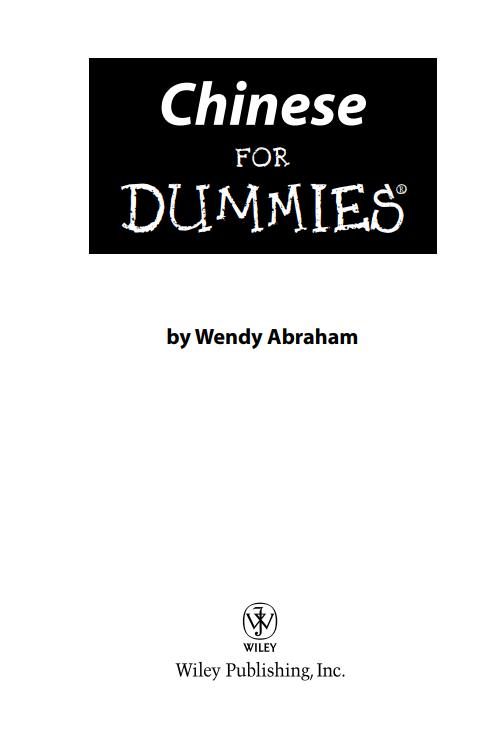 Chinese
FOR
DUMMIES®
by Wendy Abraham
WILEY
Wiley Publishing, Inc.